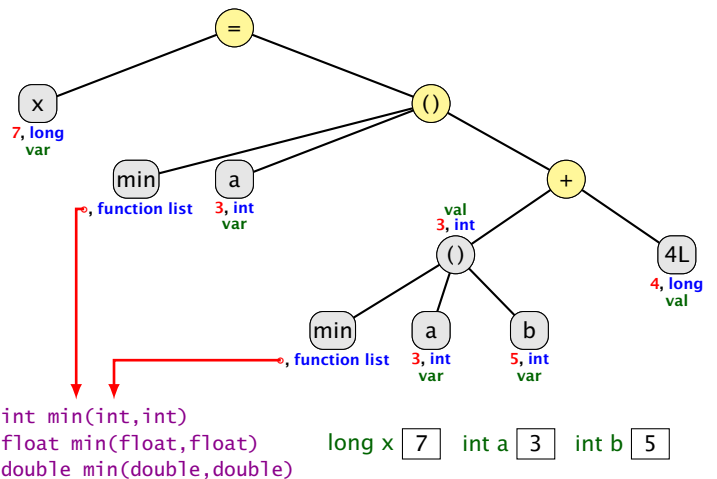 =
x
7, long
var
()
min
, function list
a
3, int
var
+
val
3, int
()
4L
4, long
val
min
, function list
a
3, int
var
b
5, int
var
int min(int,int)
float min(float,float)
double min(double,double)
long x 7 int a 3 int b 5